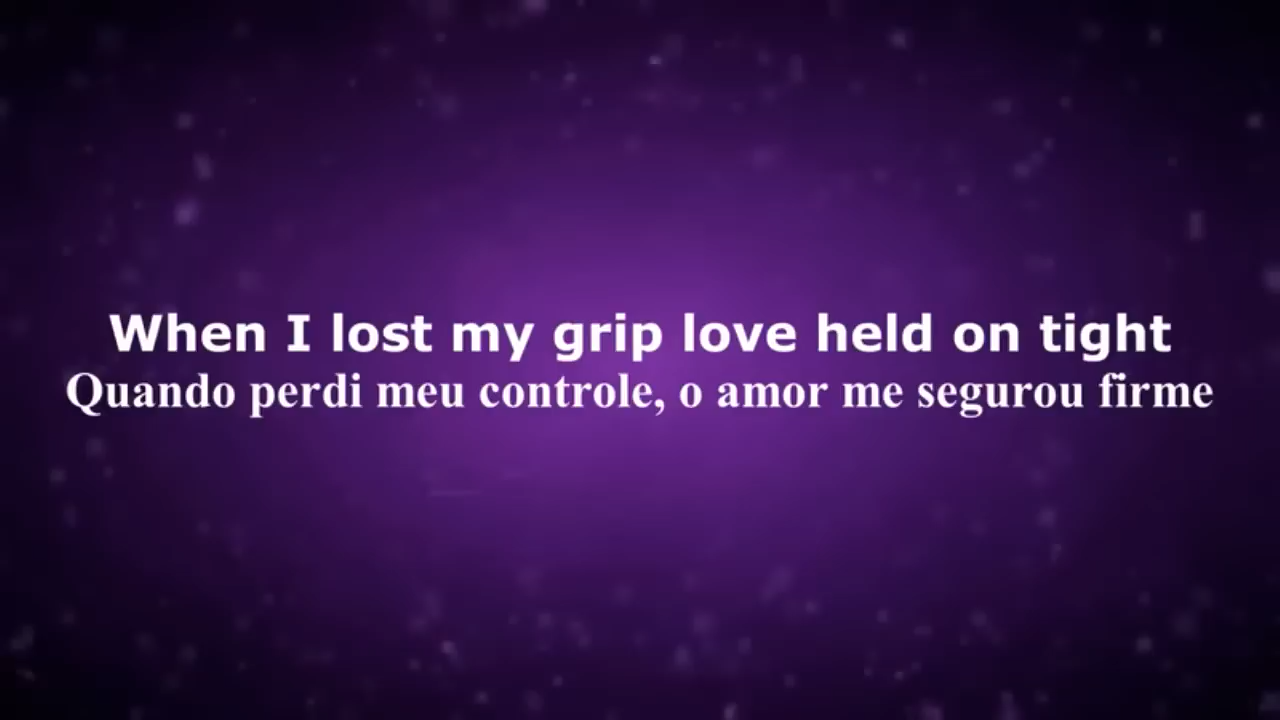 When I lost my grip love held on tight
Quando perdi meu controle, o amor me segurou firme